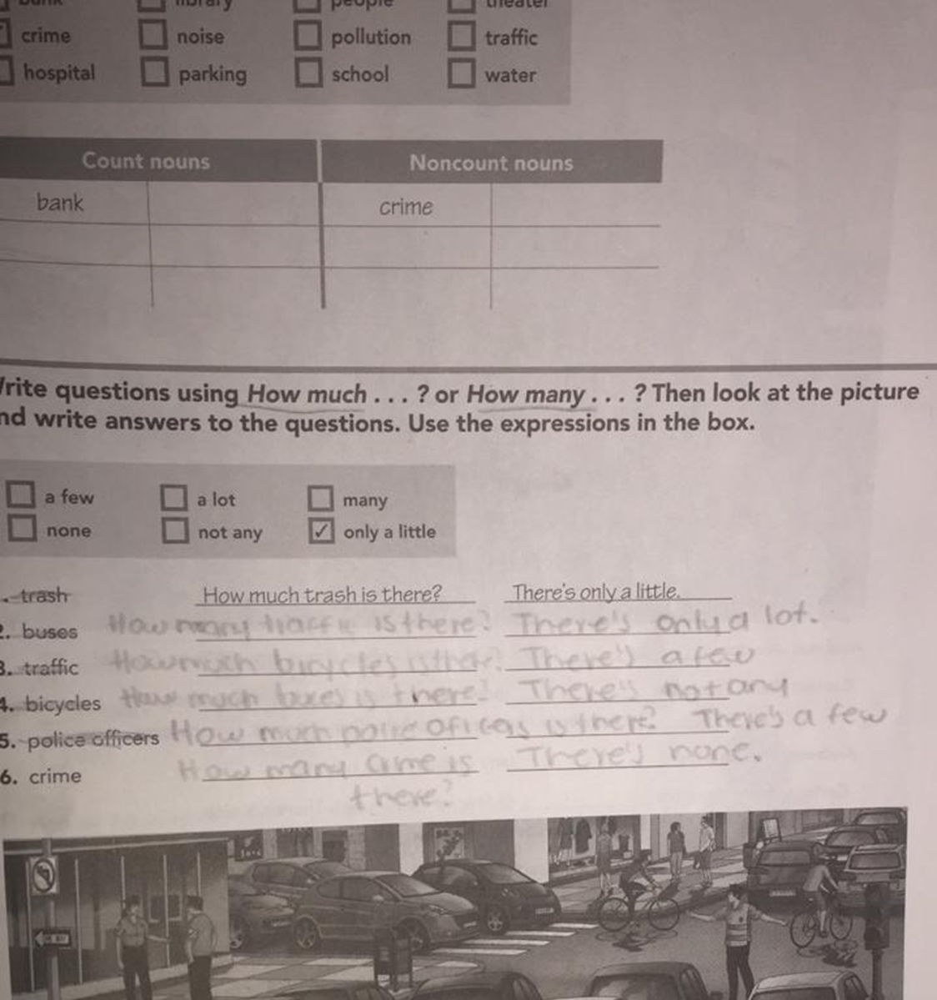 library people theater
crime noise pollution traffic
hospital parking school water
Count nouns Noncount nouns
bank crime
rite questions using How much . . . ? or How many . . . ? Then look at the picture
nd write answers to the questions. Use the expressions in the box.
a few a lot many
none not any only a little
. trash How much trash is there? There's only a little.
2. buses How many traffic is there? There's only a lot.
3. traffic How much bicycles is there? There's a few
4. bicycles How much is there? There's not any
5. police officers How much police oficers is there? There's a few
6. crime How many crime is There's none.
there?